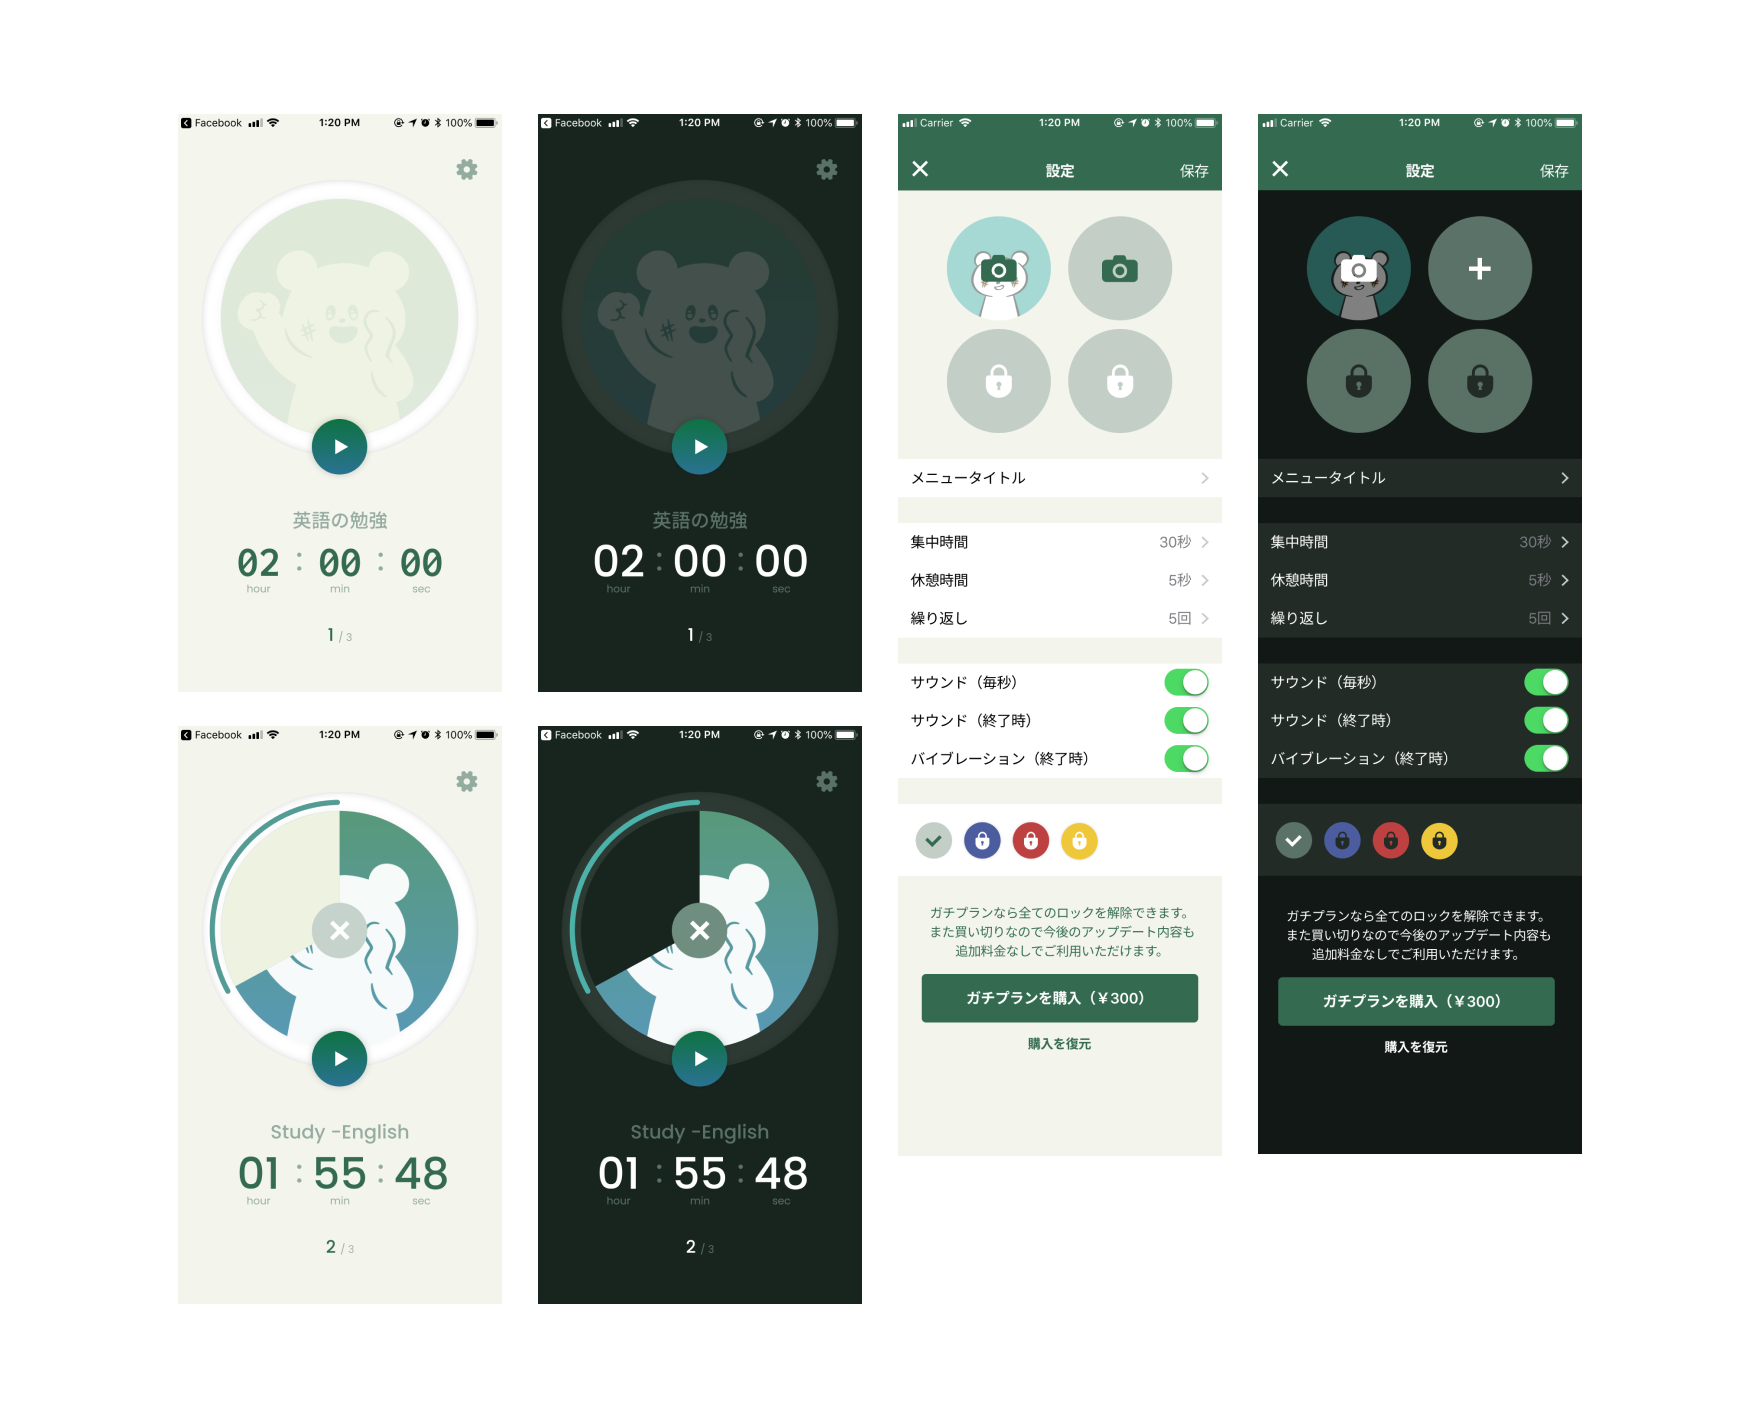 Facebook 1:20 PM 100%
英語の勉強
02 : 00 : 00
hour min sec
1 / 3
Facebook 1:20 PM 100%
英語の勉強
02 : 00 : 00
hour min sec
1 / 3
Carrier 1:20 PM 100%
設定 保存
メニュータイトル
集中時間 30秒
休憩時間 5秒
繰り返し 5回
サウンド（毎秒）
サウンド（終了時）
バイブレーション（終了時）
ガチプランなら全てのロックを解除できます。
また買い切りなので今後のアップデート内容も
追加料金なしでご利用いただけます。
ガチプランを購入（￥300）
購入を復元
Carrier 1:20 PM 100%
設定 保存
メニュータイトル
集中時間 30秒
休憩時間 5秒
繰り返し 5回
サウンド（毎秒）
サウンド（終了時）
バイブレーション（終了時）
ガチプランなら全てのロックを解除できます。
また買い切りなので今後のアップデート内容も
追加料金なしでご利用いただけます。
ガチプランを購入（￥300）
購入を復元
Facebook 1:20 PM 100%
Study -English
01 : 55 : 48
hour min sec
2 / 3
Facebook 1:20 PM 100%
Study -English
01 : 55 : 48
hour min sec
2 / 3